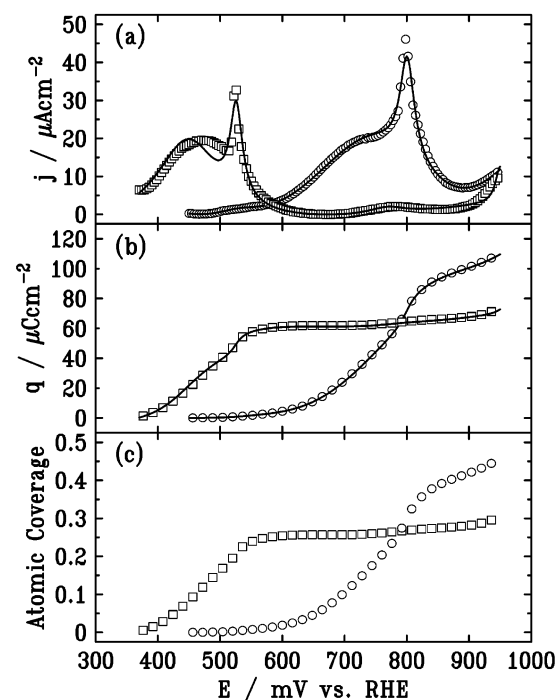 (a)
50
40
30
20
10
0
j / μAcm⁻²
(b)
120
100
80
60
40
20
0
q / μCcm⁻²
(c)
0.5
0.4
0.3
0.2
0.1
0
Atomic Coverage
300 400 500 600 700 800 900 1000
E / mV vs. RHE